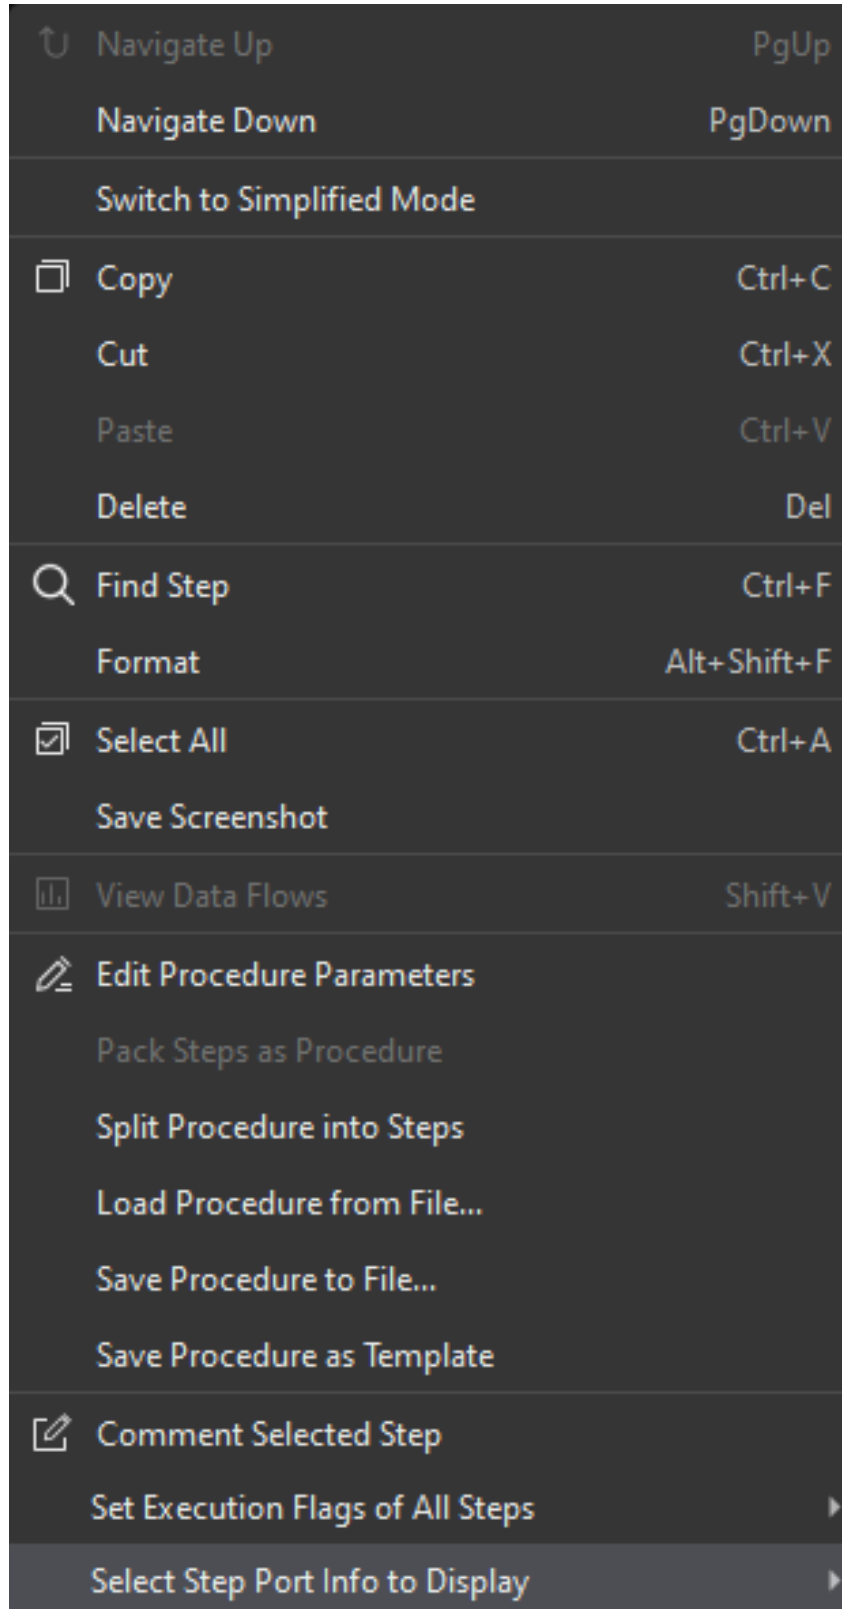 Navigate Up PgUp
Navigate Down PgDown
Switch to Simplified Mode
Copy Ctrl+C
Cut Ctrl+X
Paste Ctrl+V
Delete Del
Find Step Ctrl+F
Format Alt+Shift+F
Select All Ctrl+A
Save Screenshot
View Data Flows Shift+V
Edit Procedure Parameters
Pack Steps as Procedure
Split Procedure into Steps
Load Procedure from File...
Save Procedure to File...
Save Procedure as Template
Comment Selected Step
Set Execution Flags of All Steps
Select Step Port Info to Display